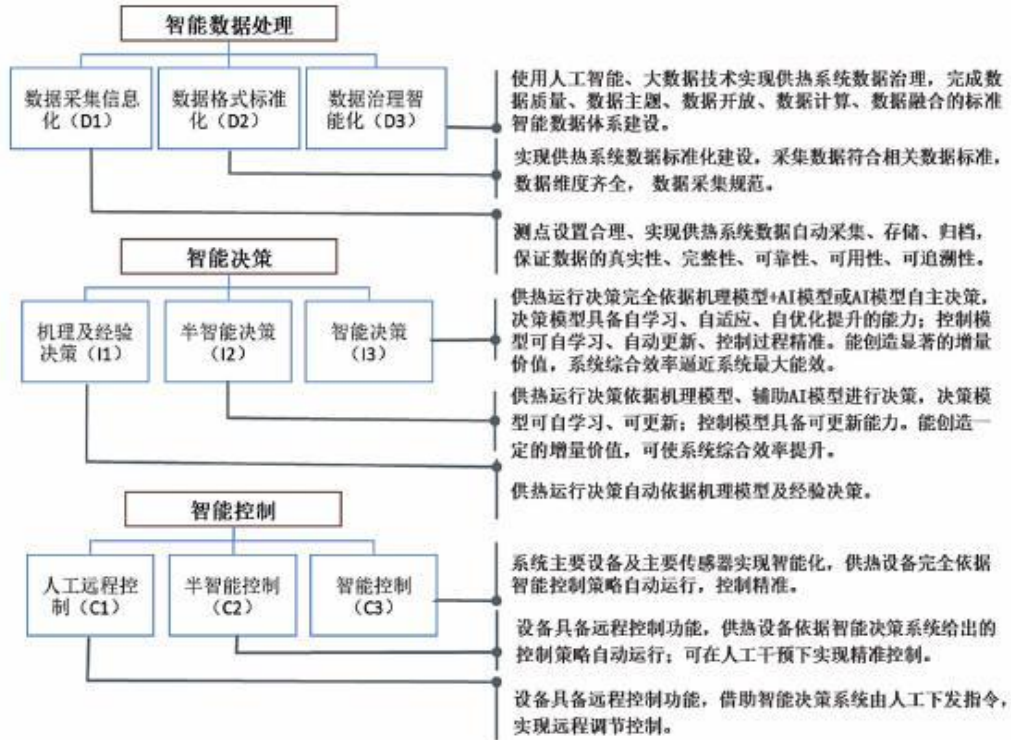 智能数据处理
数据采集信息
化（D1）
数据格式标准
化（D2）
数据治理智
能化（D3）
使用人工智能、大数据技术实现供热系统数据治理，完成数
据质量、数据主题、数据开放、数据计算、数据融合的标准
智能数据体系建设。
实现供热系统数据标准化建设，采集数据符合相关数据标准，
数据维度齐全， 数据采集规范。
测点设置合理、实现供热系统数据自动采集、存储、归档，
保证数据的真实性、完整性、可靠性、可用性、可追溯性。
智能决策
机理及经验
决策（I1）
半智能决策
（I2）
智能决策
（I3）
供热运行决策完全依据机理模型+AI模型或AI模型自主决策，
决策模型具备自学习、自适应、自优化提升的能力；控制模
型可自学习、自动更新、控制过程精准。能创造显著的增量
价值，系统综合效率逼近系统最大能效。
供热运行决策依据机理模型、辅助AI模型进行决策，决策模
型可自学习、可更新；控制模型具备可更新能力。能创造一
定的增量价值，可使系统综合效率提升。
供热运行决策自动依据机理模型及经验决策。
智能控制
人工远程控
制（C1）
半智能控制
（C2）
智能控制
（C3）
系统主要设备及主要传感器实现智能化，供热设备完全依据
智能控制策略自动运行，控制精准。
设备具备远程控制功能，供热设备依据智能决策系统给出的
控制策略自动运行；可在人工干预下实现精准控制。
设备具备远程控制功能，借助智能决策系统由人工下发指令，
实现远程调节控制。